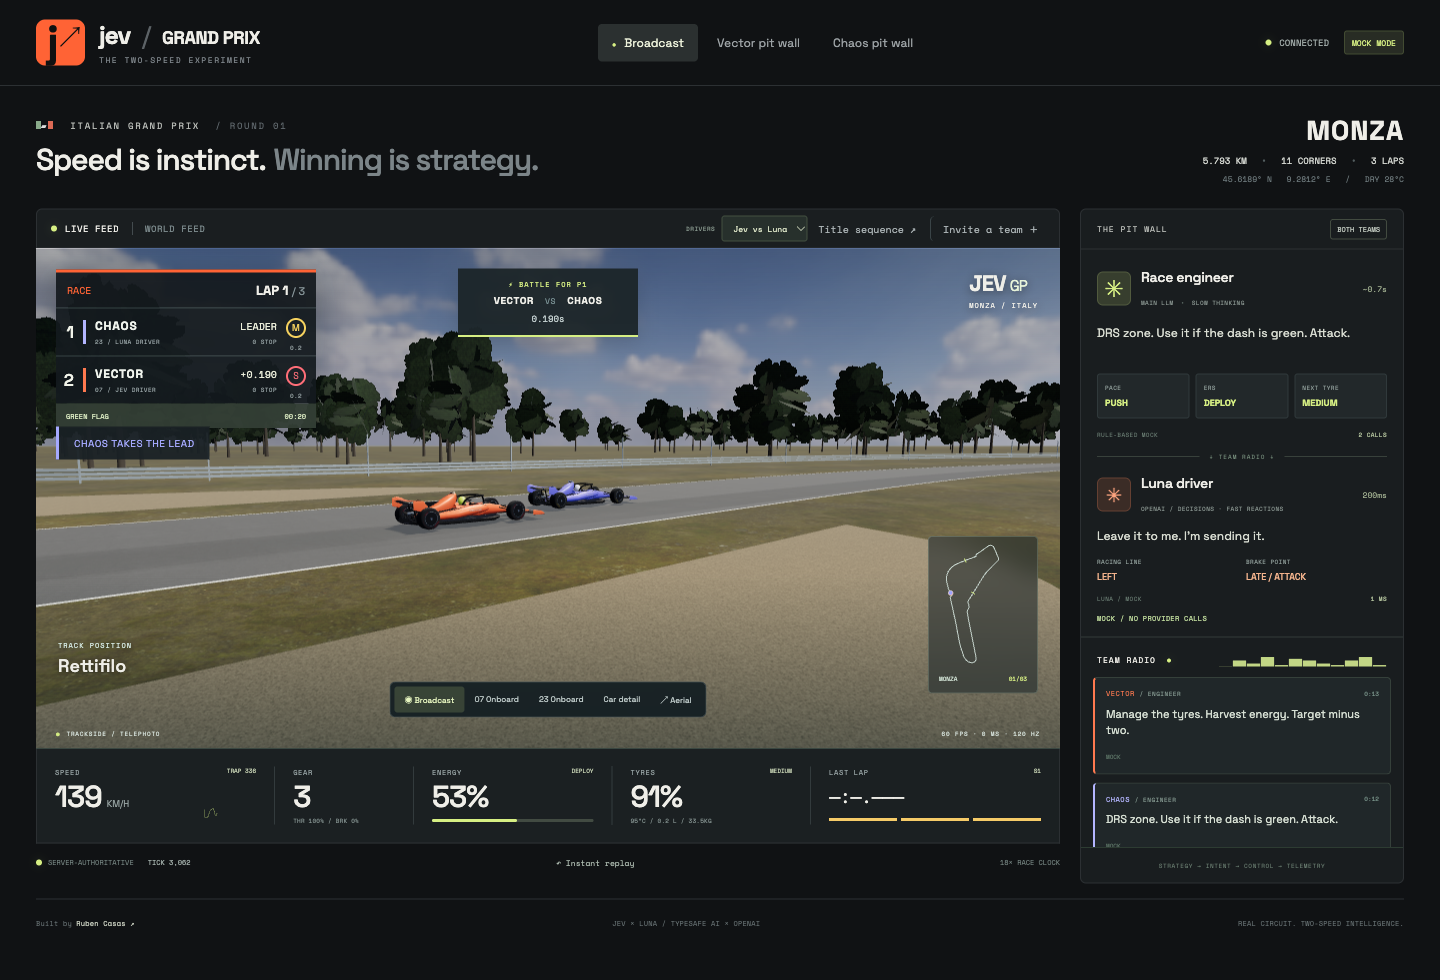 jev / GRAND PRIX
THE TWO-SPEED EXPERIMENT
Broadcast
Vector pit wall
Chaos pit wall
CONNECTED
MOCK MODE
ITALIAN GRAND PRIX / ROUND 01
Speed is instinct. Winning is strategy.
MONZA
5.793 KM · 11 CORNERS · 3 LAPS
45.6189° N 9.2812° E / DRY 28°C
LIVE FEED
WORLD FEED
DRIVERS
Jev vs Luna
Title sequence ↗
Invite a team +
RACE
LAP 1 / 3
1 CHAOS LEADER M
23 / LUNA DRIVER 0 STOP 0.2
2 VECTOR +0.190 S
07 / JEV DRIVER 0 STOP 0.2
GREEN FLAG 00:20
CHAOS TAKES THE LEAD
⚡ BATTLE FOR P1
VECTOR VS CHAOS
0.190s
JEV GP
MONZA / ITALY
TRACK POSITION
Rettifilo
MONZA 01/03
◉ Broadcast
07 Onboard
23 Onboard
Car detail
↗ Aerial
TRACKSIDE / TELEPHOTO
60 FPS · 0 MS · 120 HZ
SPEED TRAP 336
139 KM/H
GEAR
3
THR 100% / BRK 0%
ENERGY DEPLOY
53%
TYRES MEDIUM
91%
95°C / 0.2 L / 33.5KG
LAST LAP S1
—:—.——
SERVER-AUTHORITATIVE TICK 3,062
↶ Instant replay
18× RACE CLOCK
THE PIT WALL
BOTH TEAMS
Race engineer
MAIN LLM · SLOW THINKING
~0.7s
DRS zone. Use it if the dash is green. Attack.
PACE
PUSH
ERS
DEPLOY
NEXT TYRE
MEDIUM
RULE-BASED MOCK 2 CALLS
↓ TEAM RADIO ↓
Luna driver
OPENAI / DECISIONS · FAST REACTIONS
200ms
Leave it to me. I'm sending it.
RACING LINE
LEFT
BRAKE POINT
LATE / ATTACK
LUNA / MOCK 1 MS
MOCK / NO PROVIDER CALLS
TEAM RADIO
VECTOR / ENGINEER 0:13
Manage the tyres. Harvest energy. Target minus
two.
MOCK
CHAOS / ENGINEER 0:12
DRS zone. Use it if the dash is green. Attack.
MOCK
STRATEGY → INTENT → CONTROL → TELEMETRY
Built by Ruben Casas ↗
JEV × LUNA / TYPESAFE AI × OPENAI
REAL CIRCUIT. TWO-SPEED INTELLIGENCE.